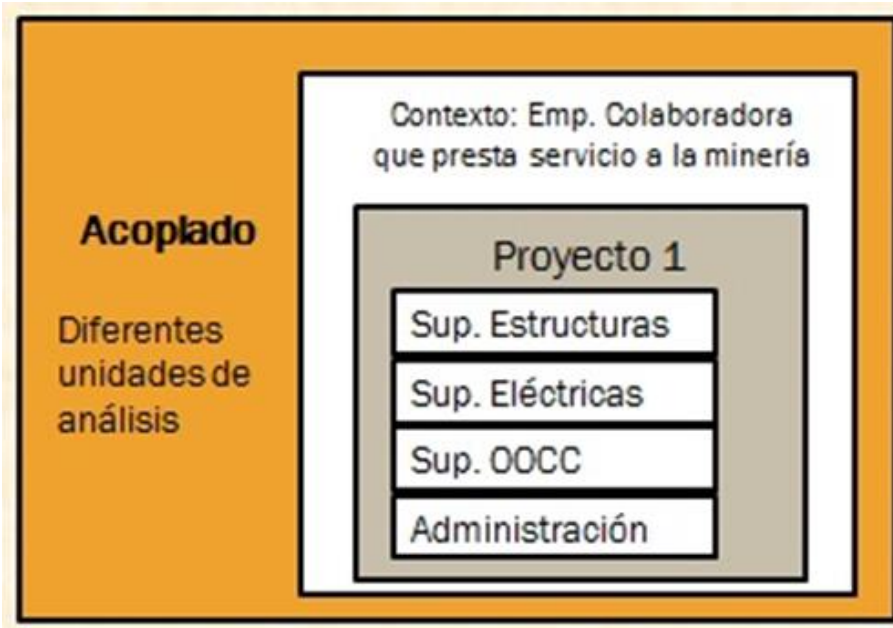 Acoplado
Diferentes
unidades de
análisis
Contexto: Emp. Colaboradora
que presta servicio a la minería
Proyecto 1
Sup. Estructuras
Sup. Eléctricas
Sup. OOCC
Administración